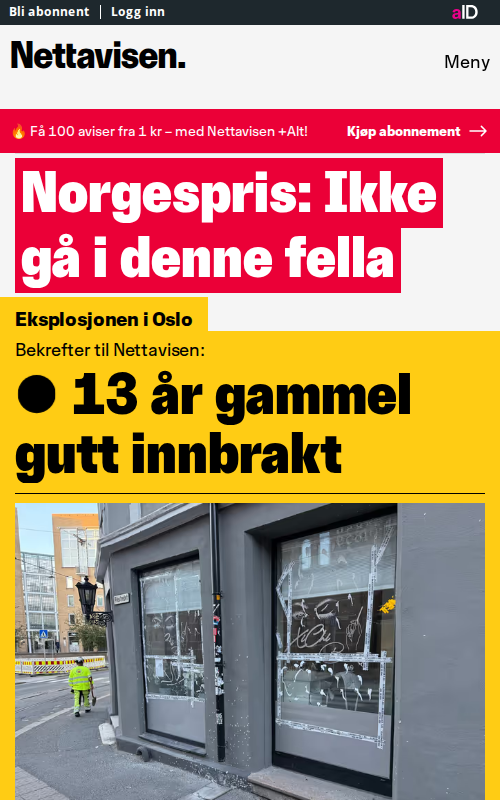 Bli abonnent | Logg inn
aID
Nettavisen.
Meny
🔥 Få 100 aviser fra 1 kr – med Nettavisen +Alt!
Kjøp abonnement →
Norgespris: Ikke
gå i denne fella
Eksplosjonen i Oslo
Bekrefter til Nettavisen:
● 13 år gammel
gutt innbrakt